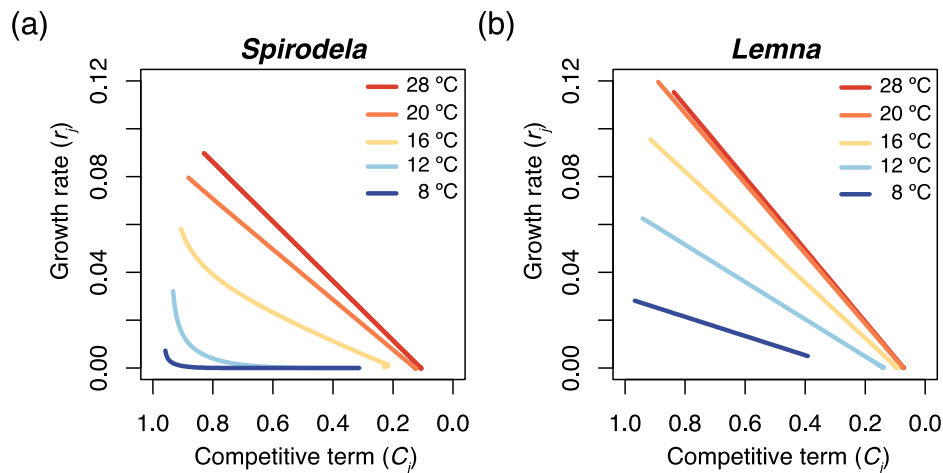 (a)
Spirodela
Growth rate (rⱼ)
0.12
0.08
0.04
0.00
28 ºC
20 ºC
16 ºC
12 ºC
8 ºC
1.0 0.8 0.6 0.4 0.2 0.0
Competitive term (Cⱼ)
(b)
Lemna
Growth rate (rⱼ)
0.12
0.08
0.04
0.00
28 ºC
20 ºC
16 ºC
12 ºC
8 ºC
1.0 0.8 0.6 0.4 0.2 0.0
Competitive term (Cⱼ)